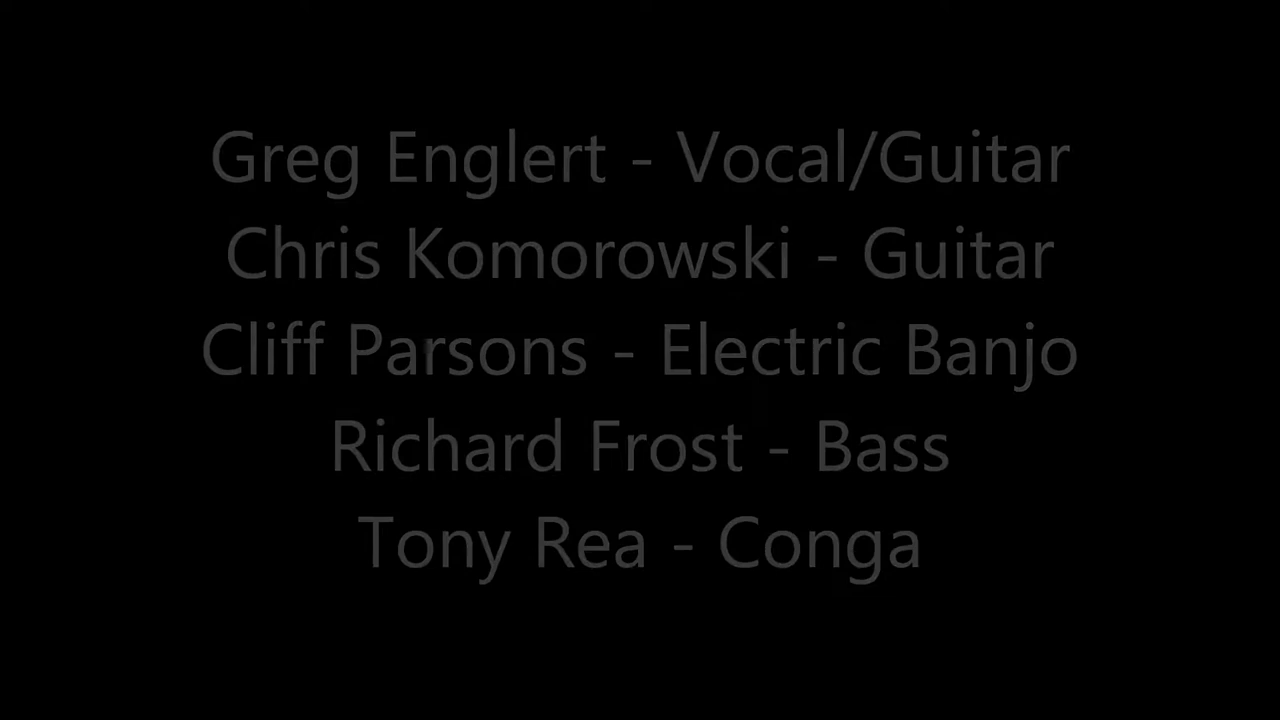 Greg Englert - Vocal/Guitar
Chris Komorowski - Guitar
Cliff Parsons - Electric Banjo
Richard Frost - Bass
Tony Rea - Conga